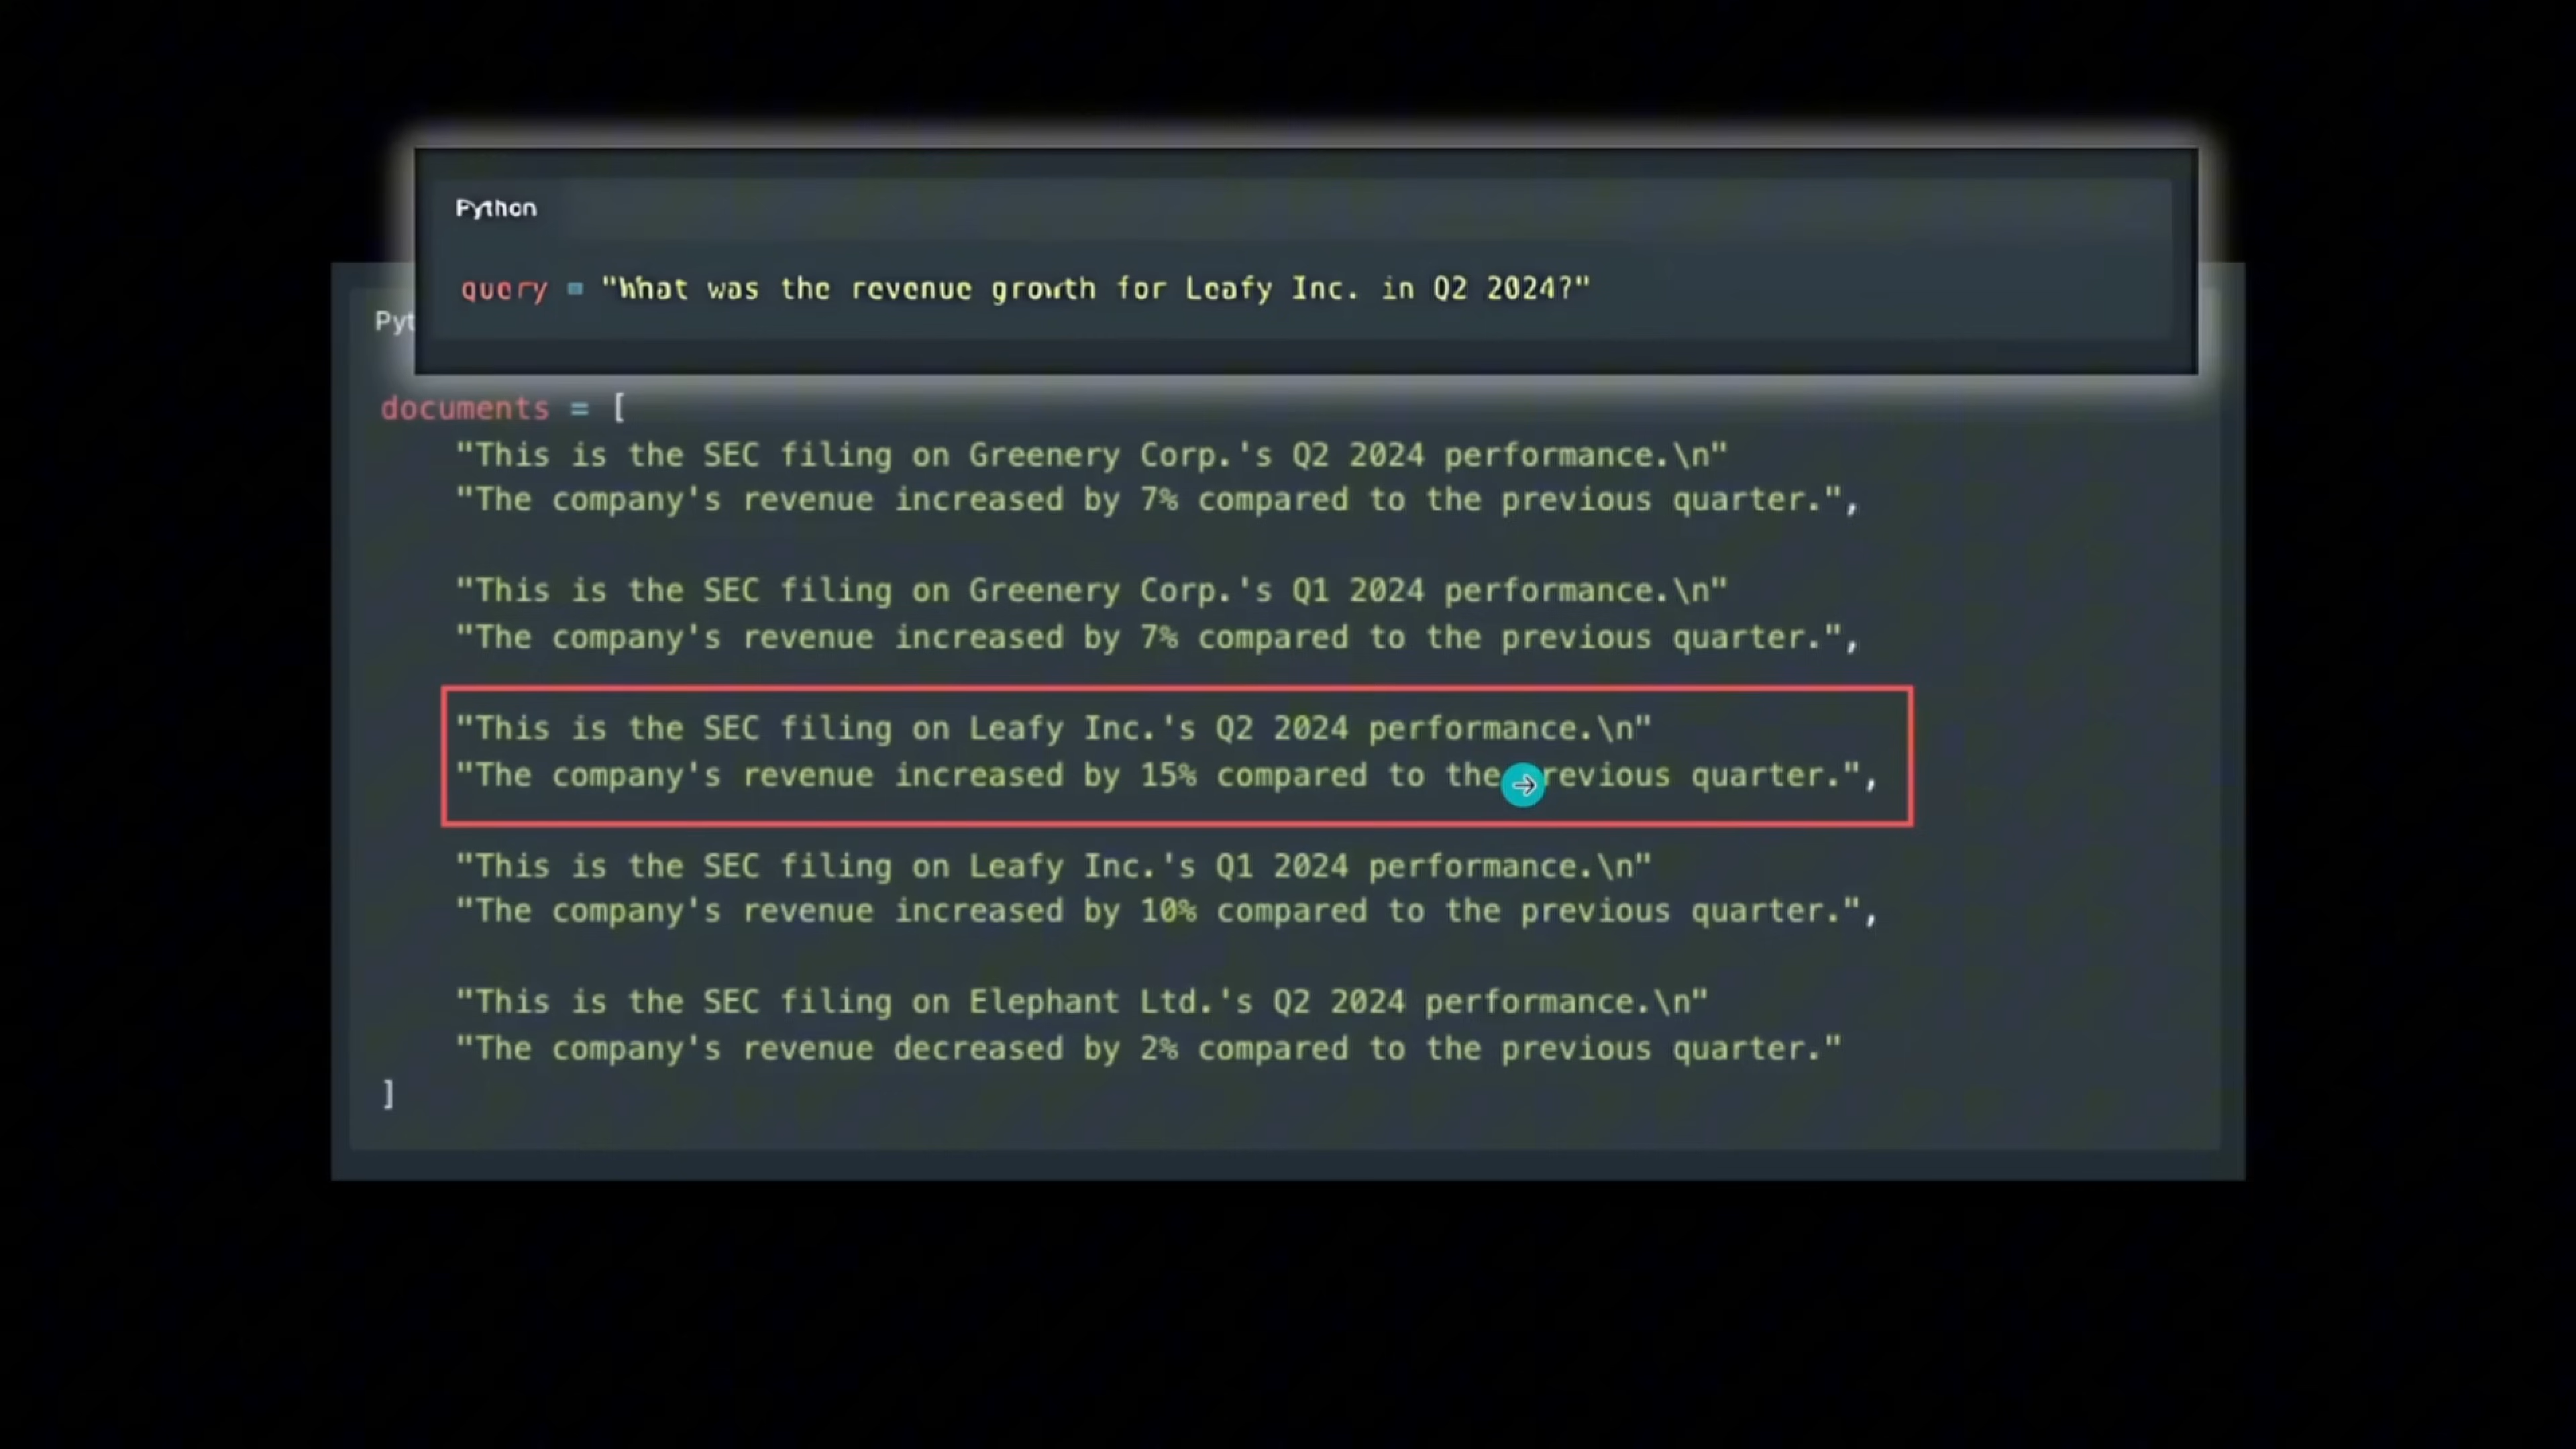 Python
query = "What was the revenue growth for Leafy Inc. in Q2 2024?"
Pyt
documents = [
"This is the SEC filing on Greenery Corp.'s Q2 2024 performance.\n"
"The company's revenue increased by 7% compared to the previous quarter.",
"This is the SEC filing on Greenery Corp.'s Q1 2024 performance.\n"
"The company's revenue increased by 7% compared to the previous quarter.",
"This is the SEC filing on Leafy Inc.'s Q2 2024 performance.\n"
"The company's revenue increased by 15% compared to the revious quarter.",
"This is the SEC filing on Leafy Inc.'s Q1 2024 performance.\n"
"The company's revenue increased by 10% compared to the previous quarter.",
"This is the SEC filing on Elephant Ltd.'s Q2 2024 performance.\n"
"The company's revenue decreased by 2% compared to the previous quarter."
]